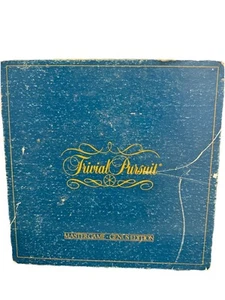 Trivial Pursuit
MASTER GAME - GENUS EDITION